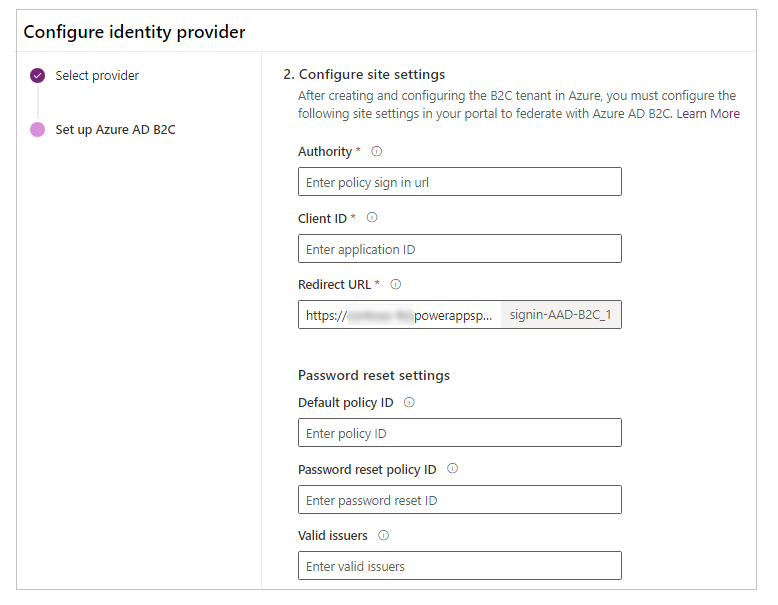 Configure identity provider
Select provider
Set up Azure AD B2C
2. Configure site settings
After creating and configuring the B2C tenant in Azure, you must configure the
following site settings in your portal to federate with Azure AD B2C. Learn More
Authority *
Enter policy sign in url
Client ID *
Enter application ID
Redirect URL *
https:// powerappsp... signin-AAD-B2C_1
Password reset settings
Default policy ID
Enter policy ID
Password reset policy ID
Enter password reset ID
Valid issuers
Enter valid issuers